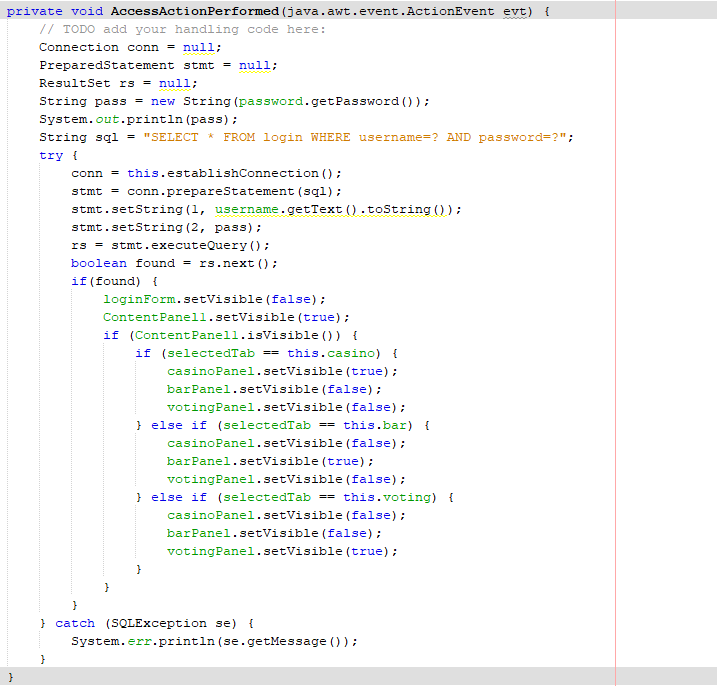 private void AccessActionPerformed(java.awt.event.ActionEvent evt) {
// TODO add your handling code here:
Connection conn = null;
PreparedStatement stmt = null;
ResultSet rs = null;
String pass = new String(password.getPassword());
System.out.println(pass);
String sql = "SELECT * FROM login WHERE username=? AND password=?";
try {
conn = this.establishConnection();
stmt = conn.prepareStatement(sql);
stmt.setString(1, username.getText().toString());
stmt.setString(2, pass);
rs = stmt.executeQuery();
boolean found = rs.next();
if(found) {
loginForm.setVisible(false);
ContentPanel1.setVisible(true);
if (ContentPanel1.isVisible()) {
if (selectedTab == this.casino) {
casinoPanel.setVisible(true);
barPanel.setVisible(false);
votingPanel.setVisible(false);
} else if (selectedTab == this.bar) {
casinoPanel.setVisible(false);
barPanel.setVisible(true);
votingPanel.setVisible(false);
} else if (selectedTab == this.voting) {
casinoPanel.setVisible(false);
barPanel.setVisible(false);
votingPanel.setVisible(true);
}
}
}
} catch (SQLException se) {
System.err.println(se.getMessage());
}
}